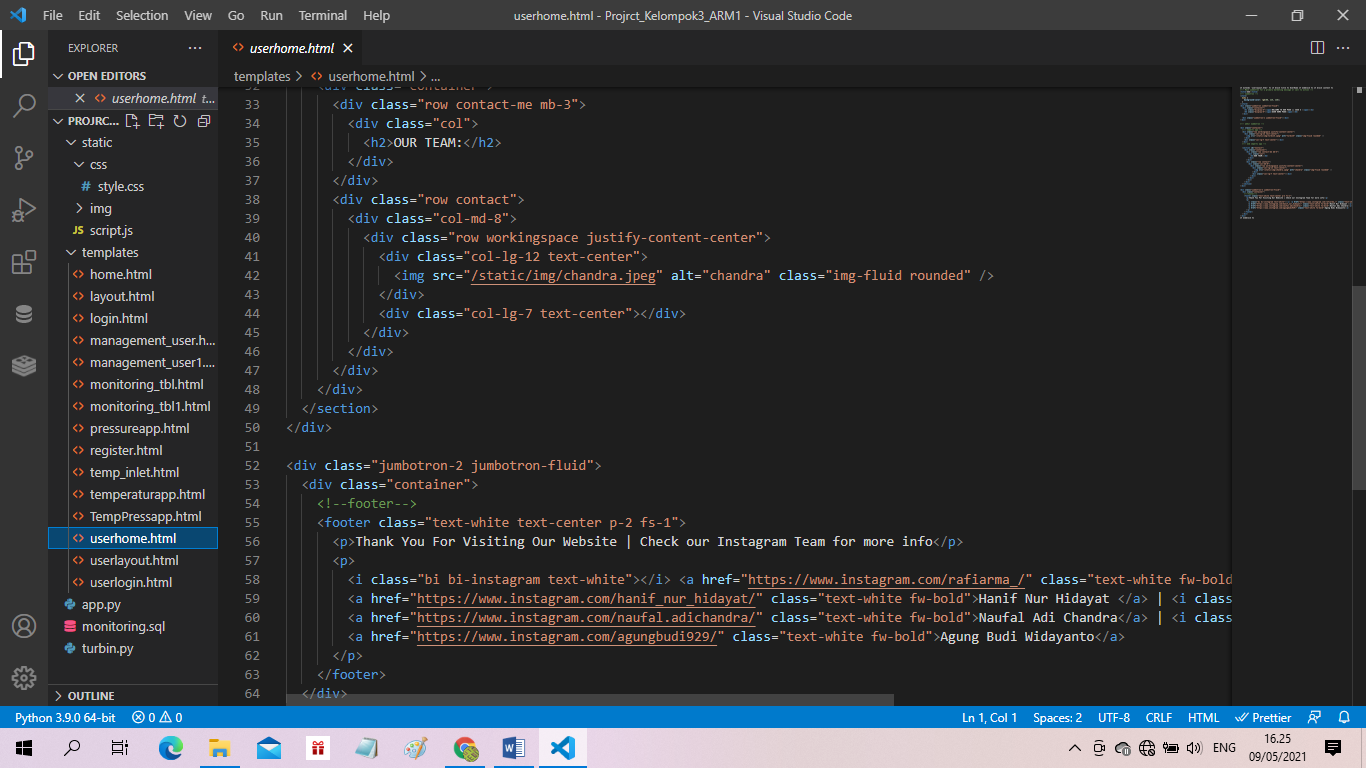 File Edit Selection View Go Run Terminal Help
userhome.html - Projrct_Kelompok3_ARM1 - Visual Studio Code
EXPLORER ...
OPEN EDITORS
userhome.html t...
PROJRC...
static
css
# style.css
img
JS script.js
templates
<> home.html
<> layout.html
<> login.html
<> management_user.h...
<> management_user1....
<> monitoring_tbl.html
<> monitoring_tbl1.html
<> pressureapp.html
<> register.html
<> temp_inlet.html
<> temperaturapp.html
<> TempPressapp.html
<> userhome.html
<> userlayout.html
<> userlogin.html
app.py
monitoring.sql
turbin.py
OUTLINE
<> userhome.html
templates > <> userhome.html > ...
32 <div class="container">
33 <div class="row contact-me mb-3">
34 <div class="col">
35 <h2>OUR TEAM:</h2>
36 </div>
37 </div>
38 <div class="row contact">
39 <div class="col-md-8">
40 <div class="row workingspace justify-content-center">
41 <div class="col-lg-12 text-center">
42 <img src="/static/img/chandra.jpeg" alt="chandra" class="img-fluid rounded" />
43 </div>
44 <div class="col-lg-7 text-center"></div>
45 </div>
46 </div>
47 </div>
48 </div>
49 </section>
50 </div>
51
52 <div class="jumbotron-2 jumbotron-fluid">
53 <div class="container">
54 <!--footer-->
55 <footer class="text-white text-center p-2 fs-1">
56 <p>Thank You For Visiting Our Website | Check our Instagram Team for more info</p>
57 <p>
58 <i class="bi bi-instagram text-white"></i> <a href="https://www.instagram.com/rafiarma_/" class="text-white fw-bold
59 <a href="https://www.instagram.com/hanif_nur_hidayat/" class="text-white fw-bold">Hanif Nur Hidayat </a> | <i class
60 <a href="https://www.instagram.com/naufal.adichandra/" class="text-white fw-bold">Naufal Adi Chandra</a> | <i class
61 <a href="https://www.instagram.com/agungbudi929/" class="text-white fw-bold">Agung Budi Widayanto</a>
62 </p>
63 </footer>
64 </div>
Python 3.9.0 64-bit 0 0 Ln 1, Col 1 Spaces: 2 UTF-8 CRLF HTML Prettier
ENG
16.25
09/05/2021